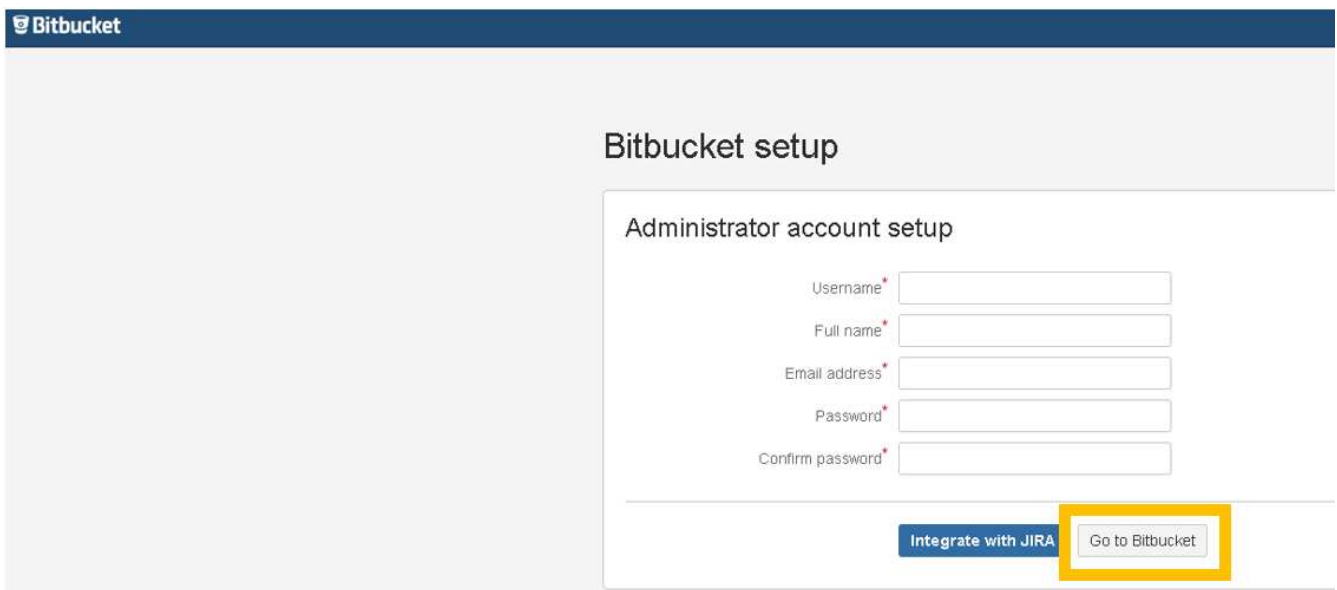 Bitbucket
Bitbucket setup
Administrator account setup
Username*
Full name*
Email address*
Password*
Confirm password*
Integrate with JIRA Go to Bitbucket